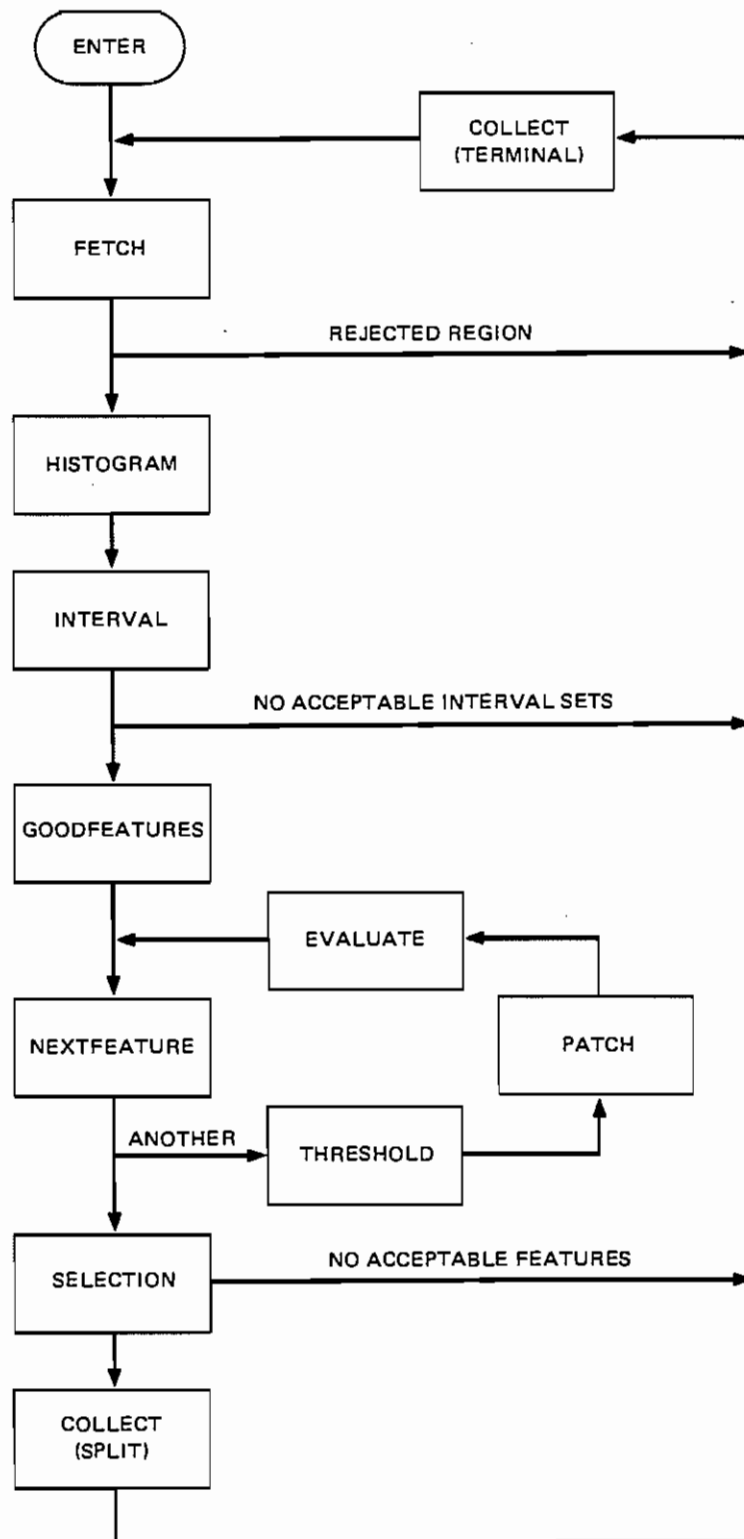 ENTER
COLLECT
(TERMINAL)
FETCH
REJECTED REGION
HISTOGRAM
INTERVAL
NO ACCEPTABLE INTERVAL SETS
GOODFEATURES
EVALUATE
NEXTFEATURE
PATCH
ANOTHER
THRESHOLD
SELECTION
NO ACCEPTABLE FEATURES
COLLECT
(SPLIT)